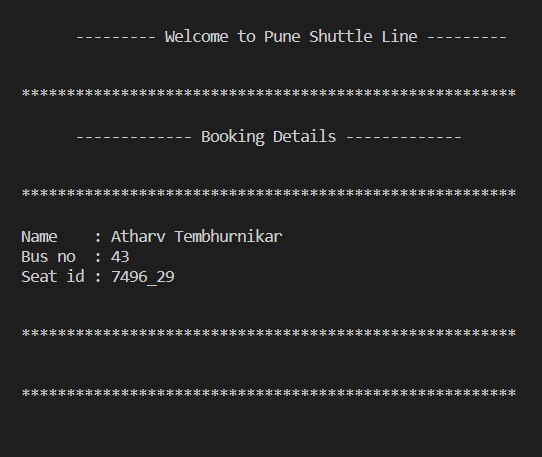 --------- Welcome to Pune Shuttle Line ---------
*******************************************************
------------- Booking Details -------------
*******************************************************
Name    : Atharv Tembhurnikar
Bus no  : 43
Seat id : 7496_29
*******************************************************
*******************************************************